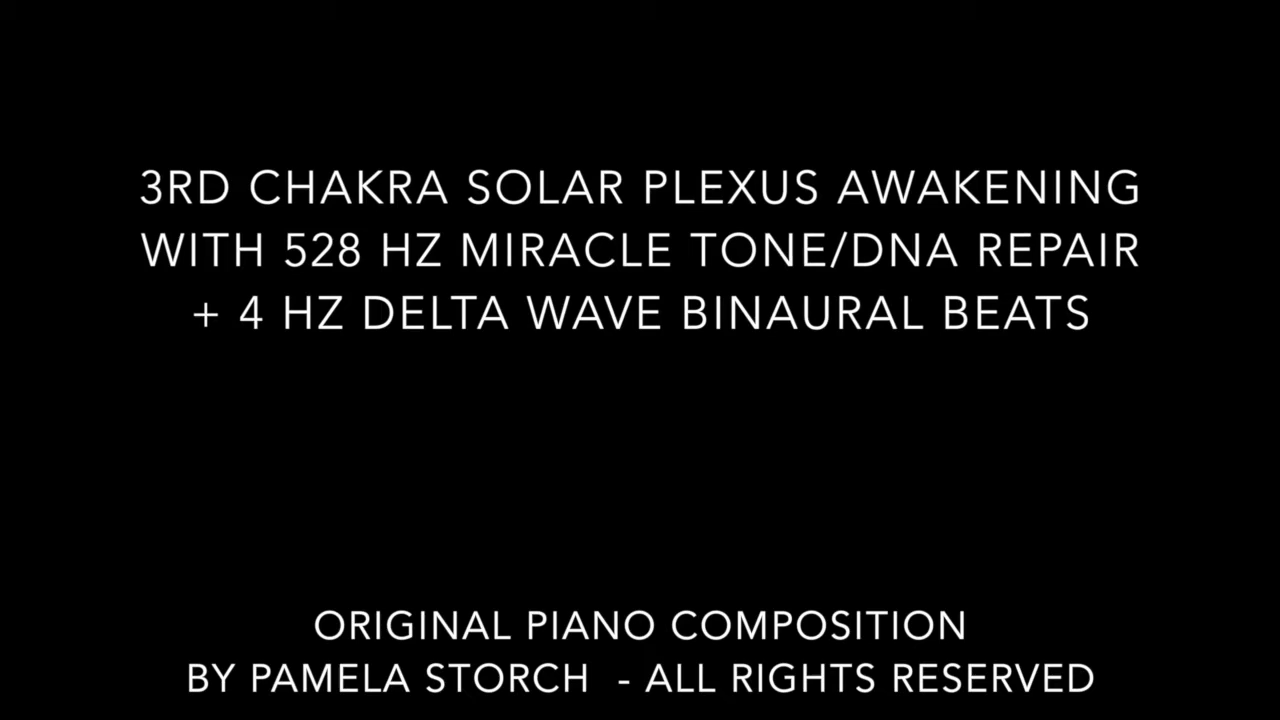 3RD CHAKRA SOLAR PLEXUS AWAKENING
WITH 528 HZ MIRACLE TONE/DNA REPAIR
+ 4 HZ DELTA WAVE BINAURAL BEATS
ORIGINAL PIANO COMPOSITION
BY PAMELA STORCH - ALL RIGHTS RESERVED